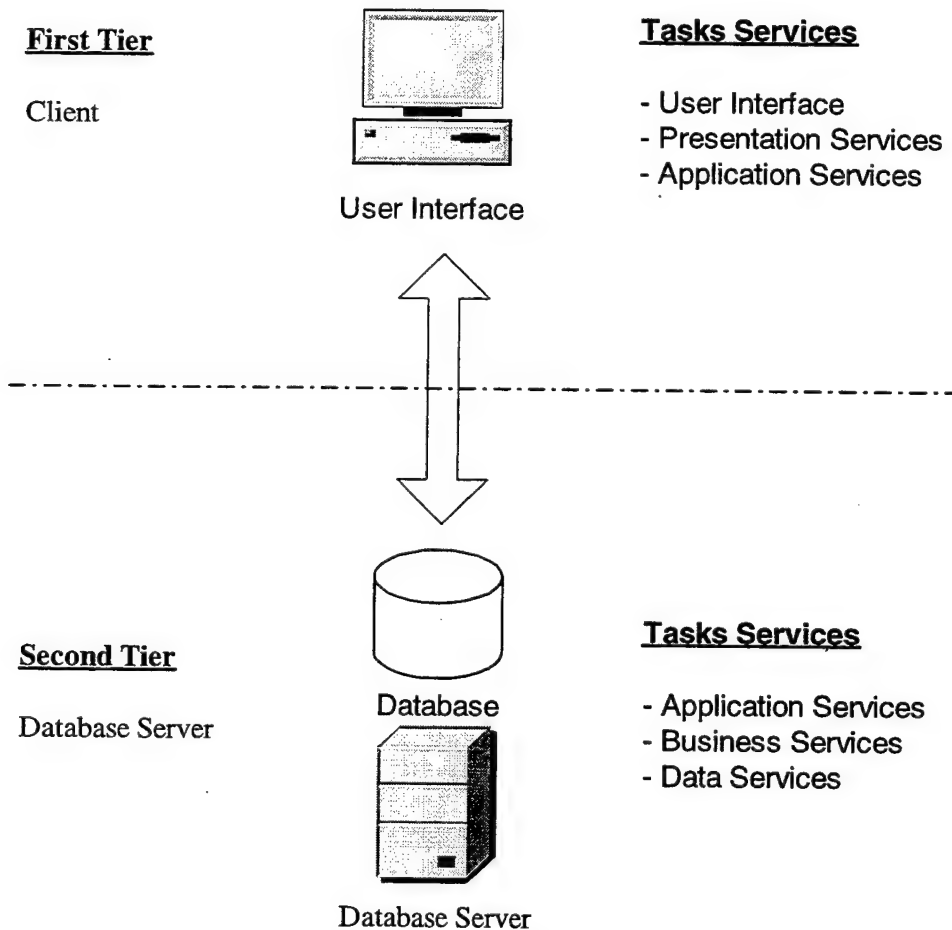 First Tier
Client
User Interface
Tasks Services
- User Interface
- Presentation Services
- Application Services
Second Tier
Database Server
Database
Database Server
Tasks Services
- Application Services
- Business Services
- Data Services